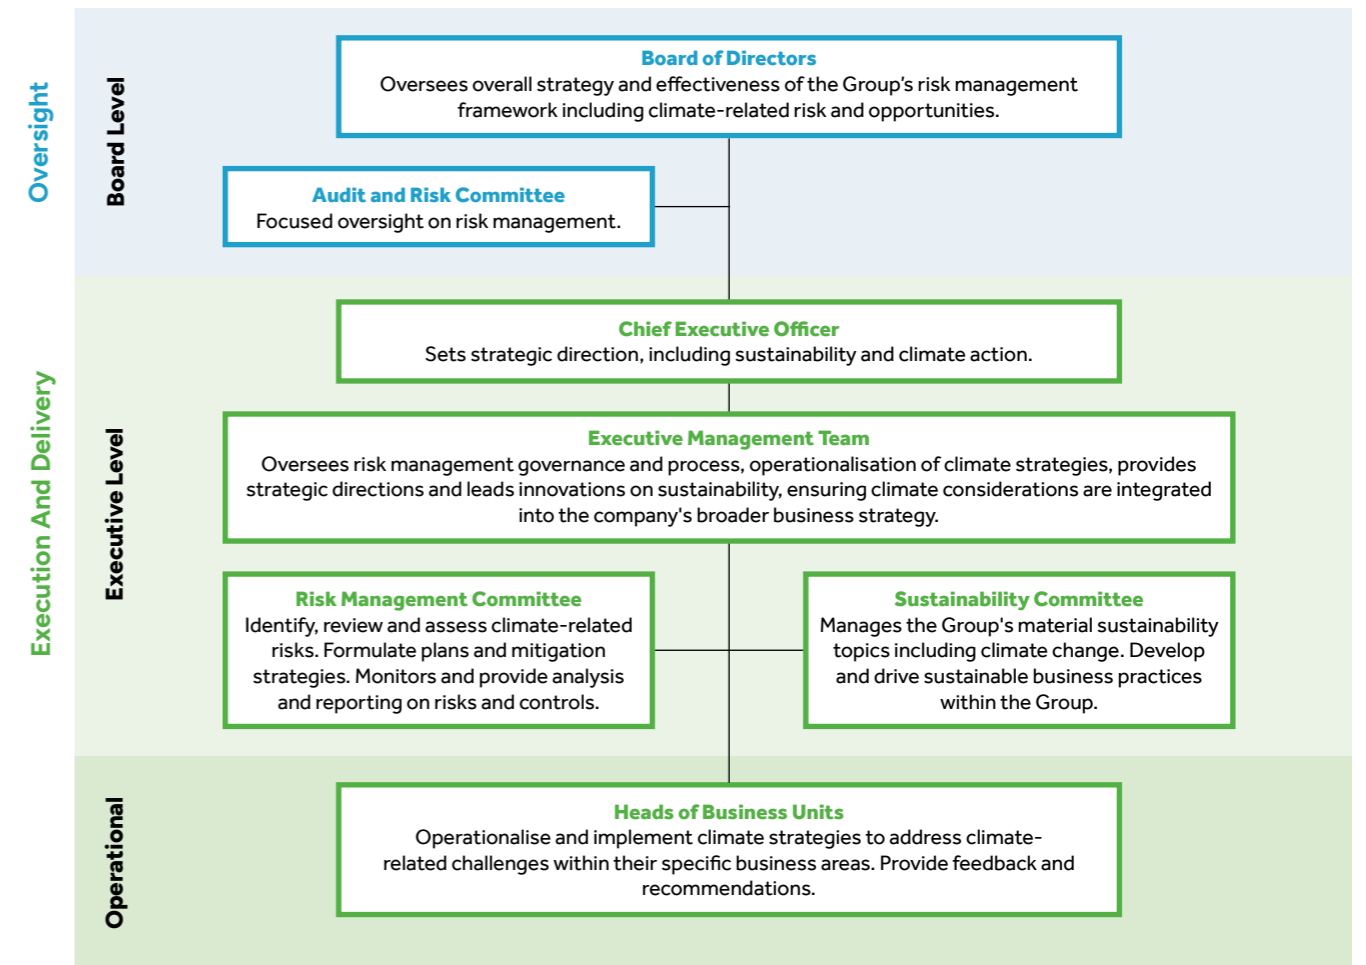 Oversight
Board Level
Board of Directors
Oversees overall strategy and effectiveness of the Group's risk management
framework including climate-related risk and opportunities.
Audit and Risk Committee
Focused oversight on risk management.
Execution And Delivery
Executive Level
Chief Executive Officer
Sets strategic direction, including sustainability and climate action.
Executive Management Team
Oversees risk management governance and process, operationalisation of climate strategies, provides
strategic directions and leads innovations on sustainability, ensuring climate considerations are integrated
into the company's broader business strategy.
Risk Management Committee
Identify, review and assess climate-related
risks. Formulate plans and mitigation
strategies. Monitors and provide analysis
and reporting on risks and controls.
Sustainability Committee
Manages the Group's material sustainability
topics including climate change. Develop
and drive sustainable business practices
within the Group.
Operational
Heads of Business Units
Operationalise and implement climate strategies to address climate-
related challenges within their specific business areas. Provide feedback and
recommendations.